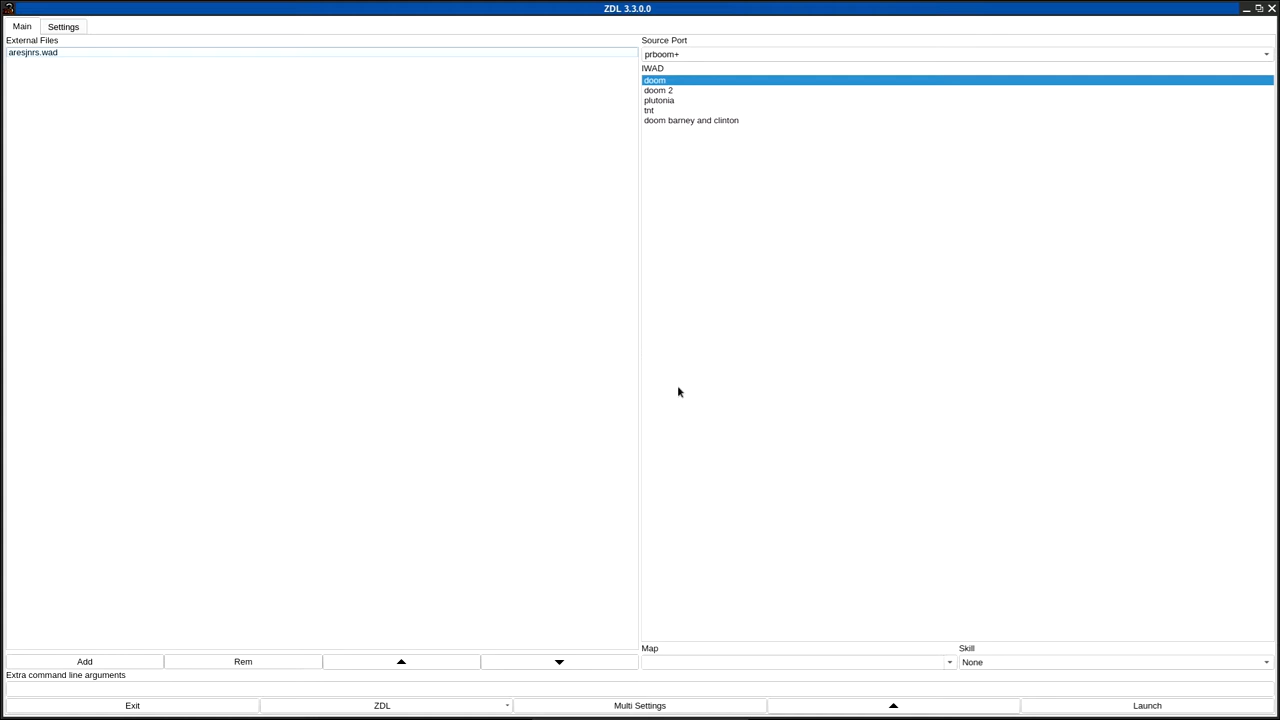 ZDL 3.3.0.0
Main Settings
External Files
aresjnrs.wad
Source Port
prboom+
IWAD
doom
doom 2
plutonia
tnt
doom barney and clinton
Map Skill
None
Add Rem
Extra command line arguments
Exit ZDL Multi Settings Launch